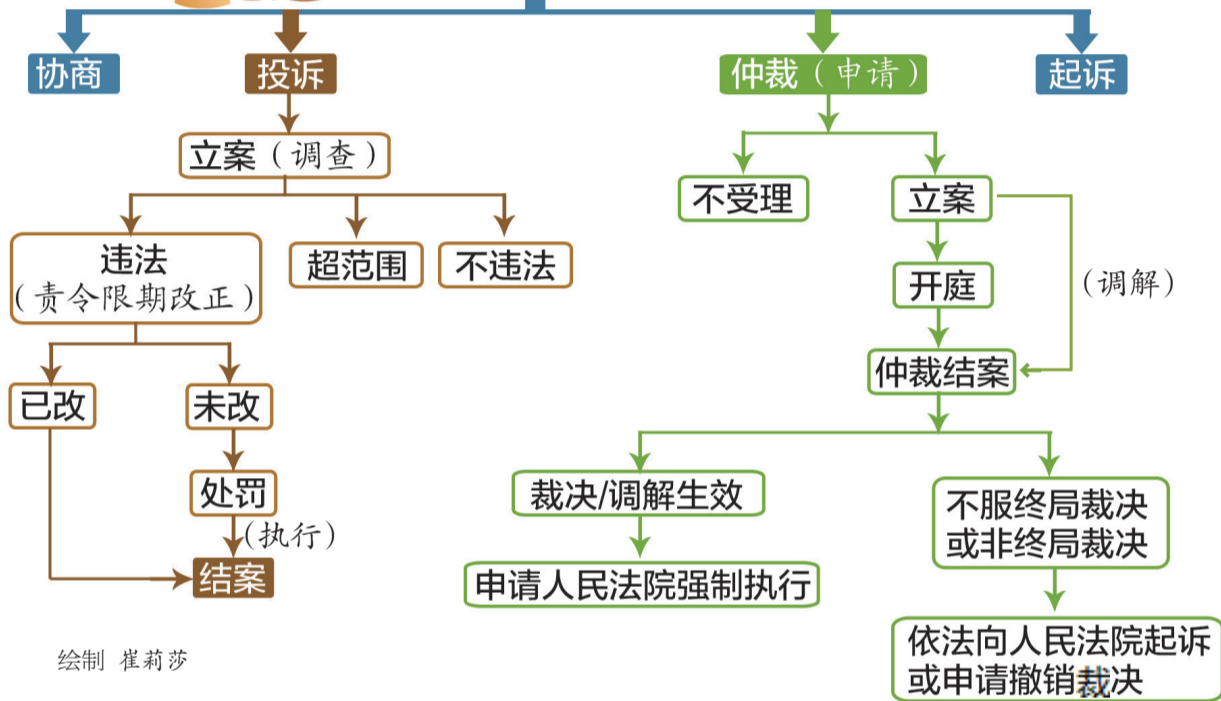 协商
投诉
仲裁（申请）
起诉
立案（调查）
不受理
立案
违法
（责令限期改正）
超范围
不违法
开庭
（调解）
仲裁结案
已改
未改
处罚
（执行）
结案
裁决/调解生效
不服终局裁决
或非终局裁决
申请人民法院强制执行
依法向人民法院起诉
或申请撤销裁决
绘制 崔莉莎